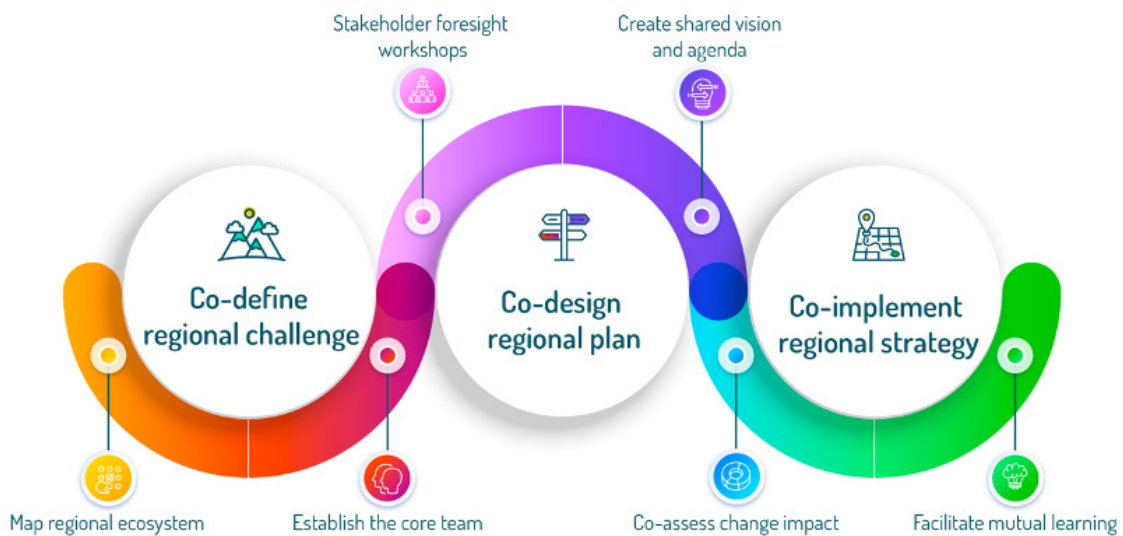 Stakeholder foresight
workshops
Create shared vision
and agenda
Co-define
regional challenge
Co-design
regional plan
Co-implement
regional strategy
Map regional ecosystem
Establish the core team
Co-assess change impact
Facilitate mutual learning